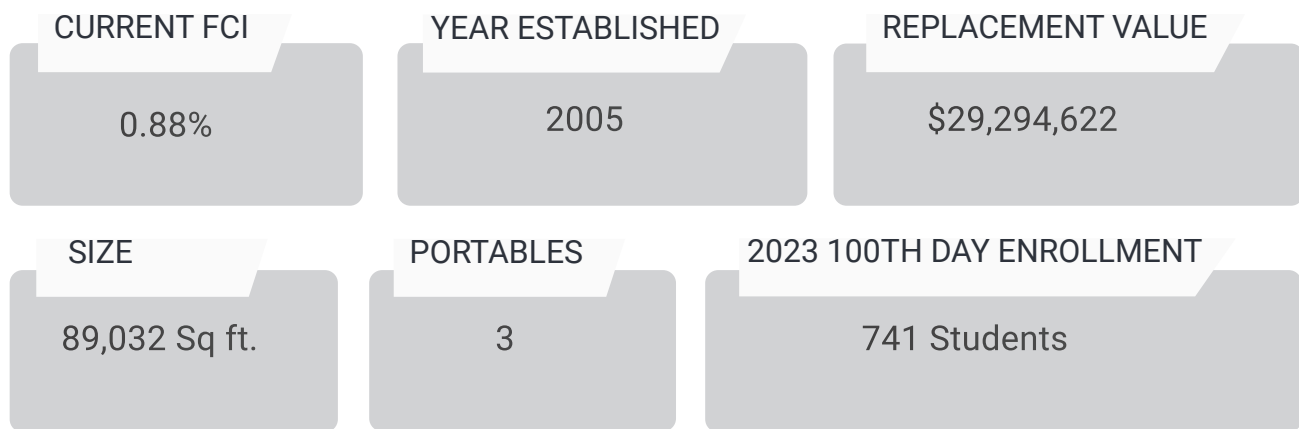 CURRENT FCI
0.88%
YEAR ESTABLISHED
2005
REPLACEMENT VALUE
$29,294,622
SIZE
89,032 Sq ft.
PORTABLES
3
2023 100TH DAY ENROLLMENT
741 Students